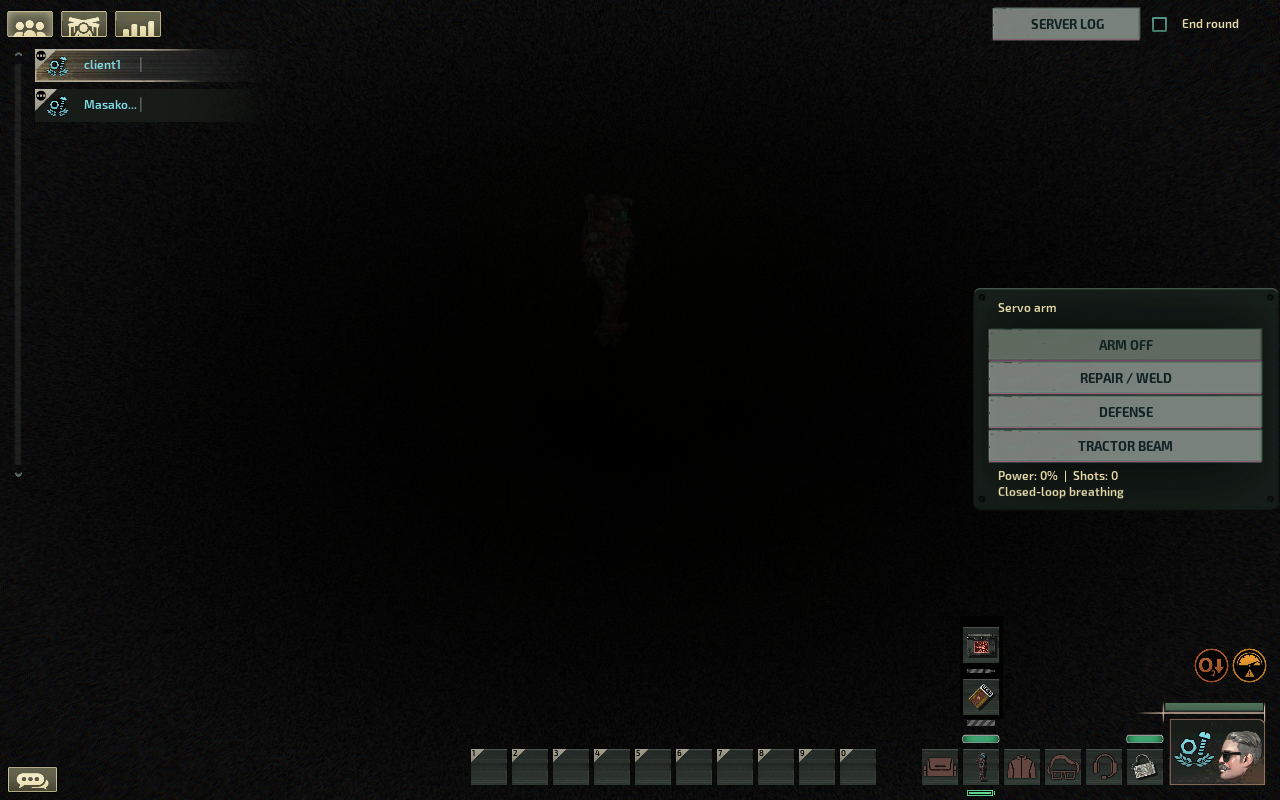 SERVER LOG
End round
client1
Masako...
Servo arm
ARM OFF
REPAIR / WELD
DEFENSE
TRACTOR BEAM
Power: 0% | Shots: 0
Closed-loop breathing
O₂
1 2 3 4 5 6 7 8 9 0